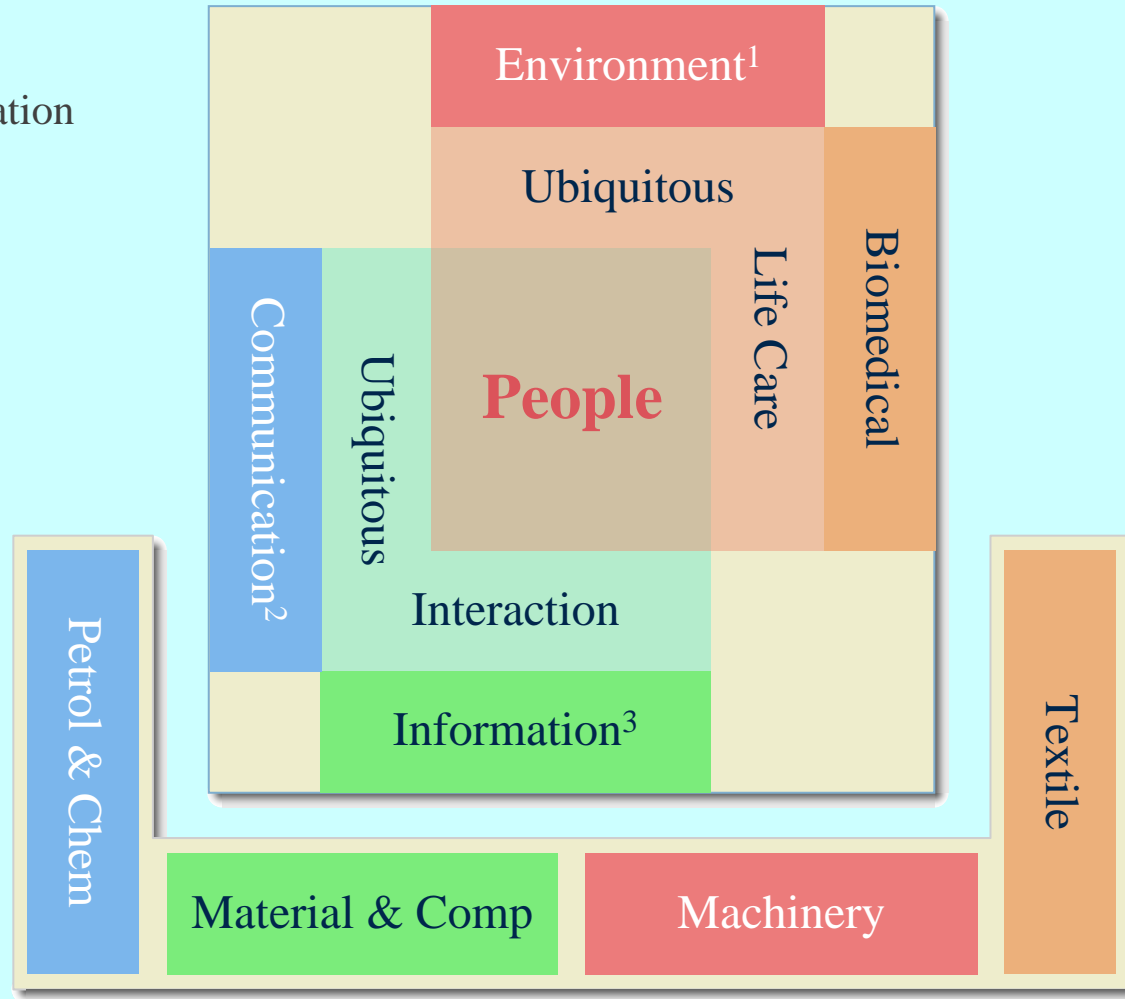 Environment¹
ation
Ubiquitous
Life Care
Biomedical
Communication²
Ubiquitous
People
Interaction
Information³
Petrol & Chem
Textile
Material & Comp
Machinery